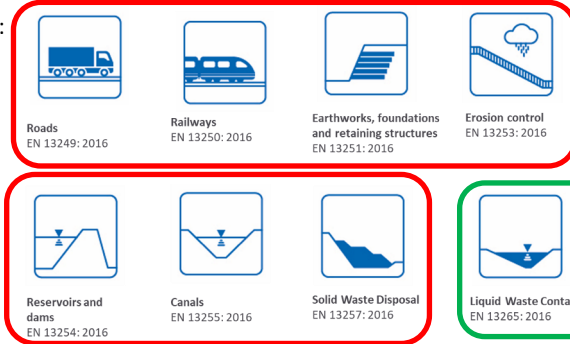 :
Roads
EN 13249: 2016
Railways
EN 13250: 2016
Earthworks, foundations
and retaining structures
EN 13251: 2016
Erosion control
EN 13253: 2016
Reservoirs and
dams
EN 13254: 2016
Canals
EN 13255: 2016
Solid Waste Disposal
EN 13257: 2016
Liquid Waste Conta
EN 13265: 2016